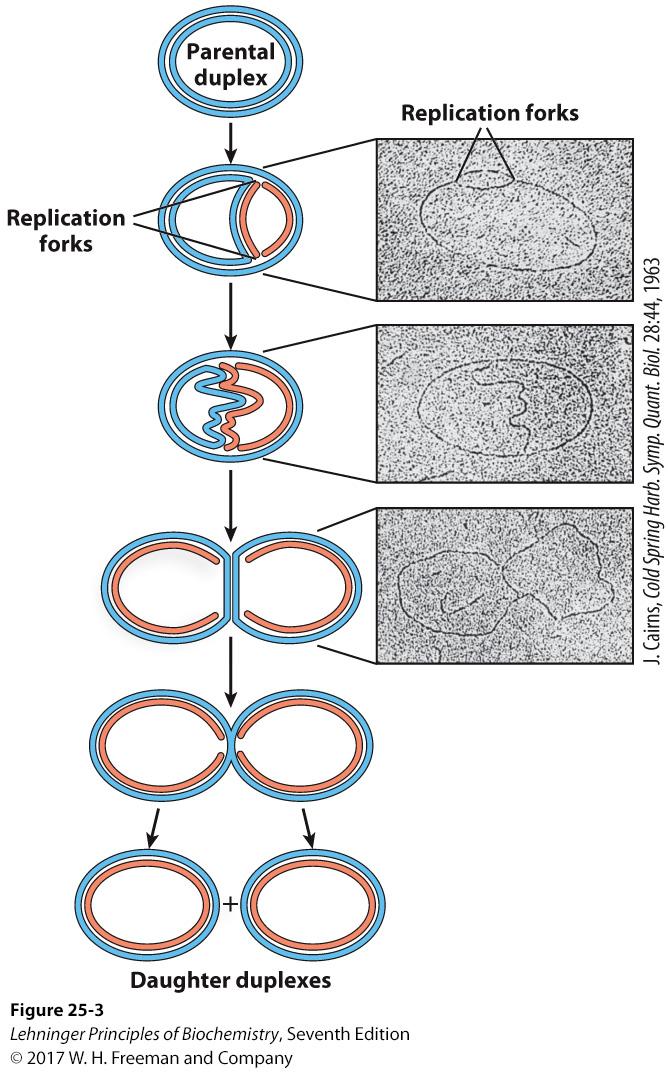 Parental
duplex
Replication forks
Replication
forks
J. Cairns, Cold Spring Harb. Symp. Quant. Biol. 28:44, 1963
+
Daughter duplexes
Figure 25-3
Lehninger Principles of Biochemistry, Seventh Edition
© 2017 W. H. Freeman and Company